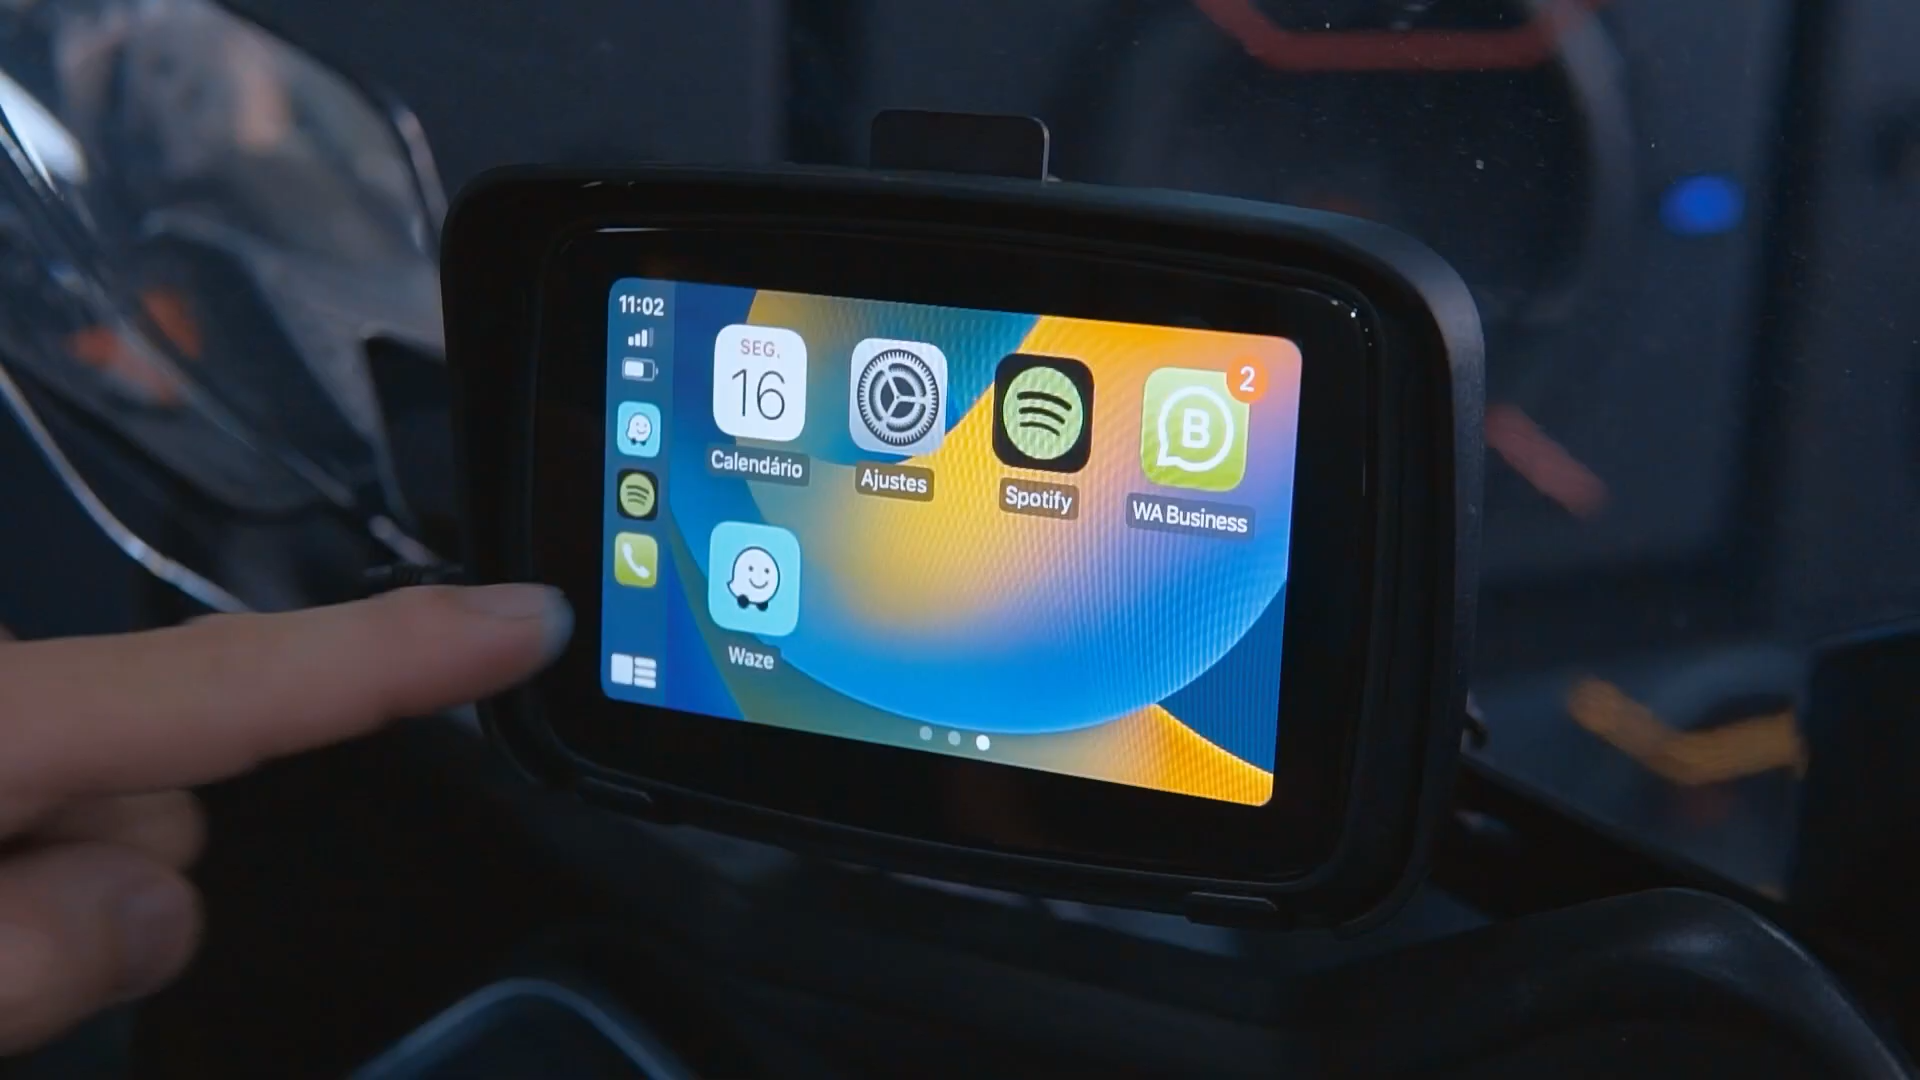 11:02
SEG.
16
Calendário
Ajustes
Spotify
B
2
WA Business
Waze